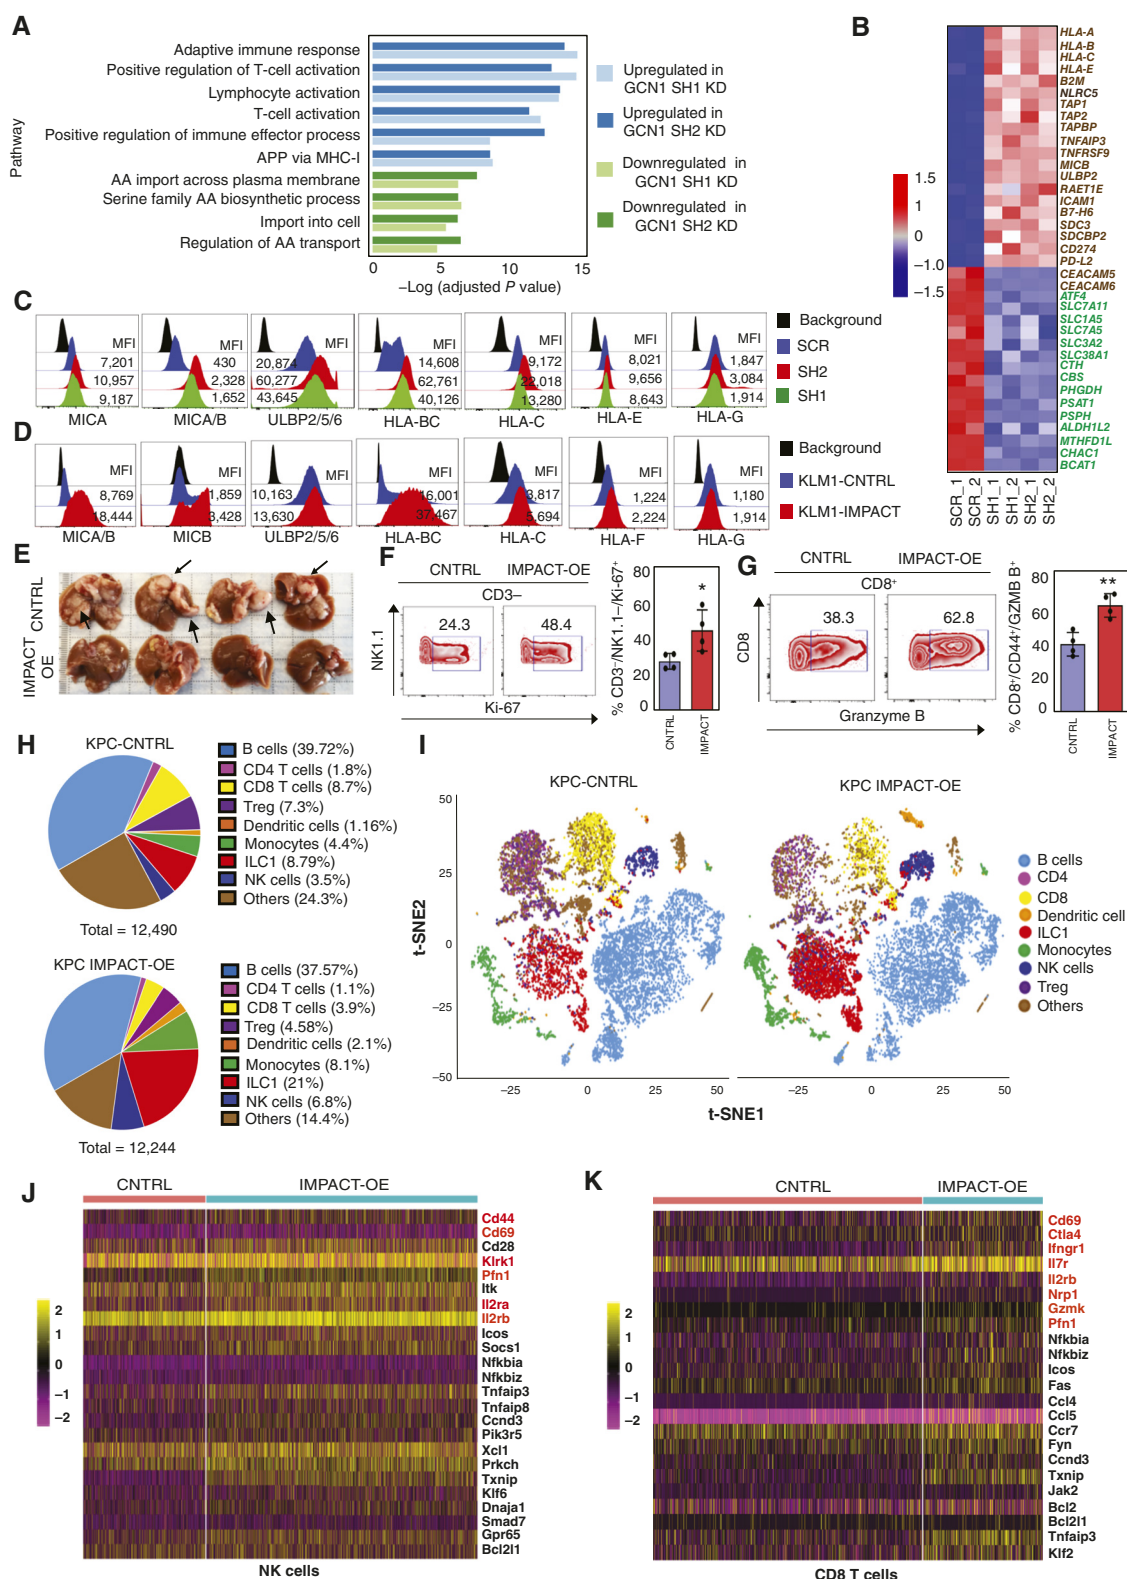 A
Pathway
Adaptive immune response
Positive regulation of T-cell activation
Lymphocyte activation
T-cell activation
Positive regulation of immune effector process
APP via MHC-I
AA import across plasma membrane
Serine family AA biosynthetic process
Import into cell
Regulation of AA transport
0 5 10 15
–Log (adjusted P value)
Upregulated in
GCN1 SH1 KD
Upregulated in
GCN1 SH2 KD
Downregulated in
GCN1 SH1 KD
Downregulated in
GCN1 SH2 KD
B
1.5
1
0
–1.0
–1.5
HLA-A
HLA-B
HLA-C
HLA-E
B2M
NLRC5
TAP1
TAP2
TAPBP
TNFAIP3
TNFRSF9
MICB
ULBP2
RAET1E
ICAM1
B7-H6
SDC3
SDCBP2
CD274
PD-L2
CEACAM5
CEACAM6
ATF4
SLC7A11
SLC1A5
SLC7A5
SLC3A2
SLC38A1
CTH
CBS
PHGDH
PSAT1
PSPH
ALDH1L2
MTHFD1L
CHAC1
BCAT1
SCR_1
SCR_2
SH1_1
SH1_2
SH2_1
SH2_2
C
MFI
7,201
10,957
9,187
MICA
MFI
430
2,328
1,652
MICA/B
MFI
20,874
60,277
43,645
ULBP2/5/6
MFI
14,608
62,761
40,126
HLA-BC
MFI
9,172
22,018
13,280
HLA-C
MFI
8,021
9,656
8,643
HLA-E
MFI
1,847
3,084
1,914
HLA-G
Background
SCR
SH2
SH1
D
MFI
8,769
18,444
MICA/B
MFI
1,859
3,428
MICB
MFI
10,163
13,630
ULBP2/5/6
MFI
16,001
37,467
HLA-BC
MFI
3,817
5,694
HLA-C
MFI
1,224
2,224
HLA-F
MFI
1,180
1,914
HLA-G
Background
KLM1-CNTRL
KLM1-IMPACT
E
CNTRL
IMPACT
OE
F
CNTRL IMPACT-OE
CD3–
24.3
48.4
NK1.1
Ki-67
% CD3–/NK1.1–/Ki-67+
80
60
40
20
0
*
CNTRL
IMPACT
G
CNTRL IMPACT-OE
CD8+
38.3
62.8
CD8
Granzyme B
% CD8+/CD44+/GZMB B+
80
60
40
20
0
**
CNTRL
IMPACT
H
KPC-CNTRL
Total = 12,490
B cells (39.72%)
CD4 T cells (1.8%)
CD8 T cells (8.7%)
Treg (7.3%)
Dendritic cells (1.16%)
Monocytes (4.4%)
ILC1 (8.79%)
NK cells (3.5%)
Others (24.3%)
KPC IMPACT-OE
Total = 12,244
B cells (37.57%)
CD4 T cells (1.1%)
CD8 T cells (3.9%)
Treg (4.58%)
Dendritic cells (2.1%)
Monocytes (8.1%)
ILC1 (21%)
NK cells (6.8%)
Others (14.4%)
I
KPC-CNTRL
KPC IMPACT-OE
t-SNE2
50
25
0
–25
–50
–25 0 25 50
–25 0 25 50
t-SNE1
B cells
CD4
CD8
Dendritic cell
ILC1
Monocytes
NK cells
Treg
Others
J
CNTRL IMPACT-OE
2
1
0
–1
–2
Cd44
Cd69
Cd28
Klrk1
Pfn1
Itk
Il2ra
Il2rb
Icos
Socs1
Nfkbia
Nfkbiz
Tnfaip3
Tnfaip8
Ccnd3
Pik3r5
Xcl1
Prkch
Txnip
Klf6
Dnaja1
Smad7
Gpr65
Bcl2l1
NK cells
K
CNTRL IMPACT-OE
2
1
0
–1
–2
Cd69
Ctla4
Ifngr1
Il7r
Il2rb
Nrp1
Gzmk
Pfn1
Nfkbia
Nfkbiz
Icos
Fas
Ccl4
Ccl5
Ccr7
Fyn
Ccnd3
Txnip
Jak2
Bcl2
Bcl2l1
Tnfaip3
Klf2
CD8 T cells